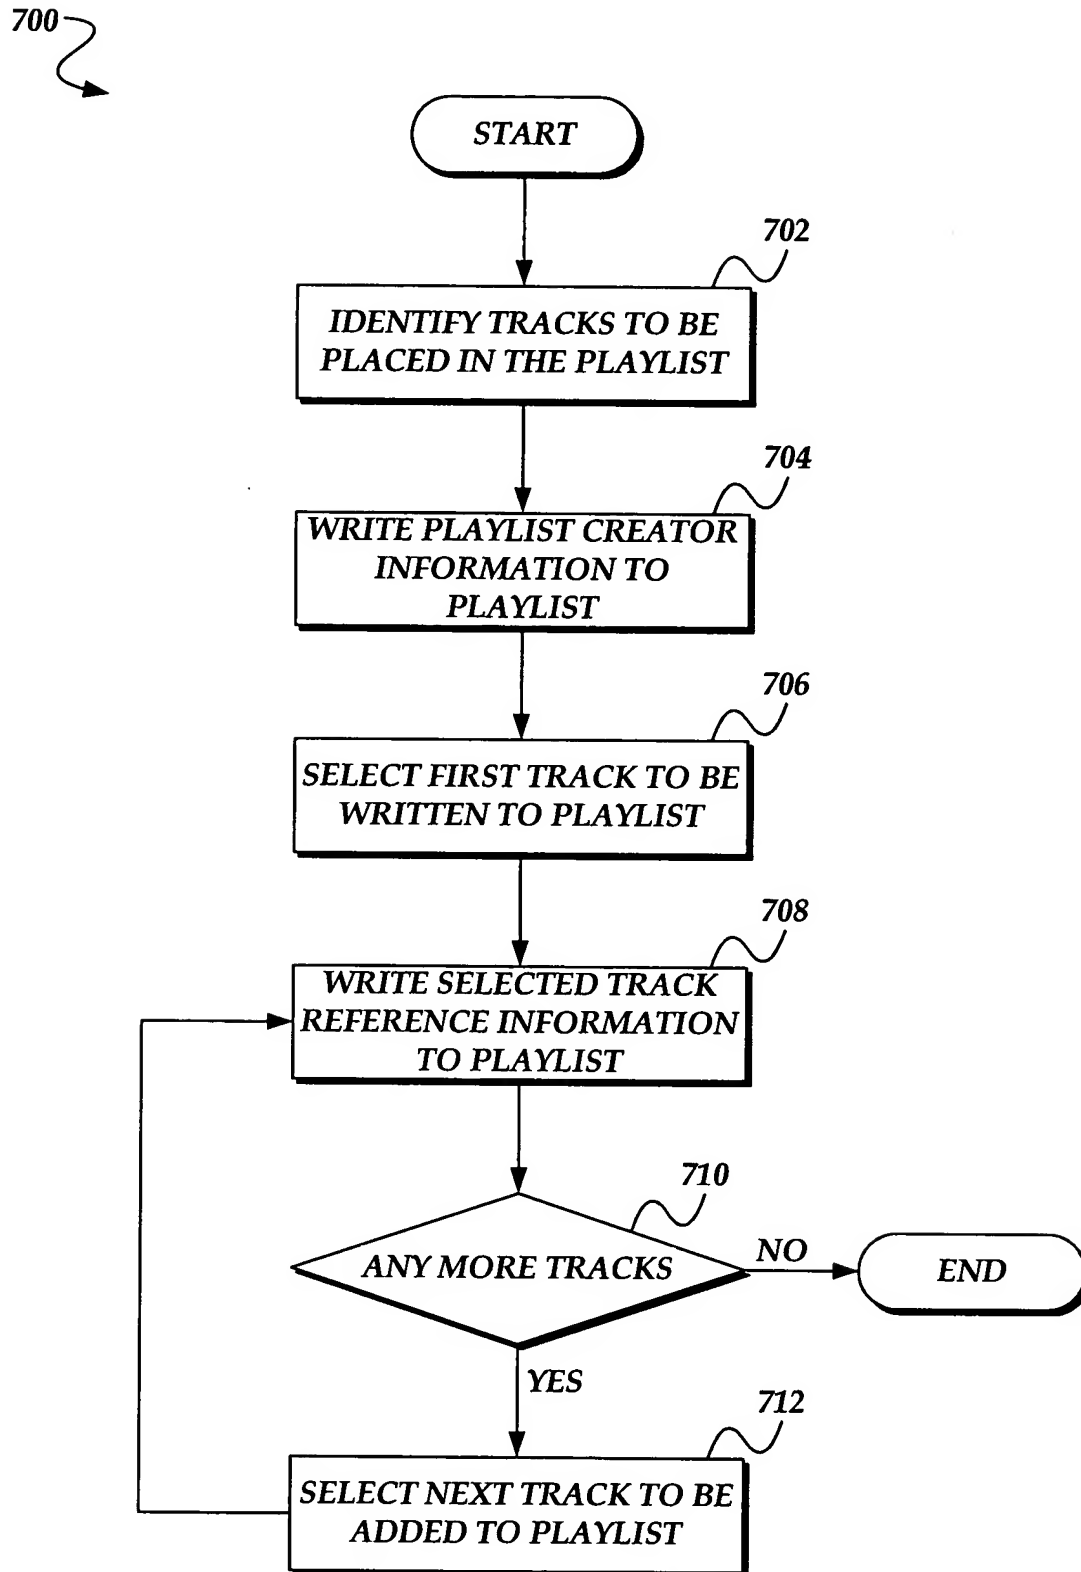 700
START
702
IDENTIFY TRACKS TO BE
PLACED IN THE PLAYLIST
704
WRITE PLAYLIST CREATOR
INFORMATION TO
PLAYLIST
706
SELECT FIRST TRACK TO BE
WRITTEN TO PLAYLIST
708
WRITE SELECTED TRACK
REFERENCE INFORMATION
TO PLAYLIST
710
ANY MORE TRACKS
NO
END
YES
712
SELECT NEXT TRACK TO BE
ADDED TO PLAYLIST